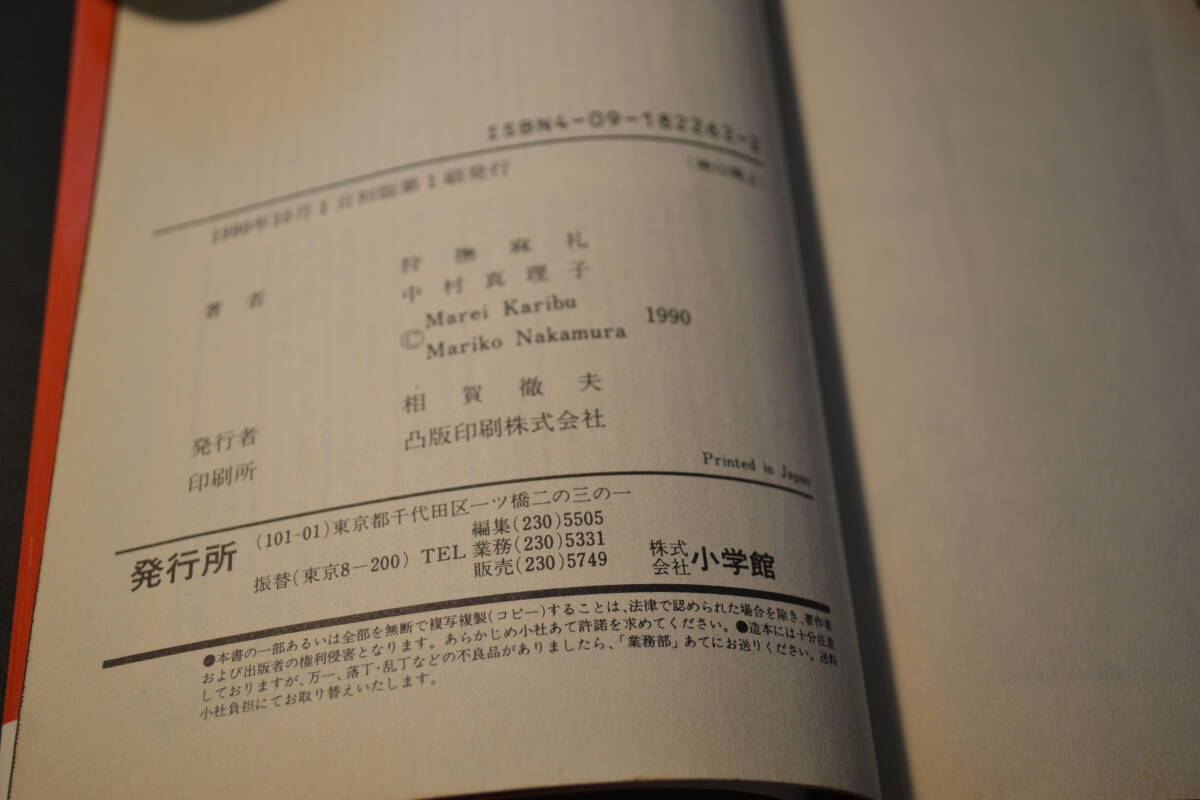 ISBN4-09-182262-2
1990年10月1日初版第1刷発行
(検印廃止)
著者 狩撫麻礼
中村真理子
© Marei Karibu
Mariko Nakamura 1990
発行者 相賀徹夫
印刷所 凸版印刷株式会社
Printed in Japan
発行所 (101-01)東京都千代田区一ツ橋二の三の一
振替(東京8-200) TEL 編集(230)5505
業務(230)5331
販売(230)5749
株式会社 小学館
●本書の一部あるいは全部を無断で複写複製(コピー)することは、法律で認められた場合を除き、著作者
および出版者の権利侵害となります。あらかじめ小社あて許諾を求めてください。●造本には十分注意
しておりますが、万一、落丁・乱丁などの不良品がありましたら、「業務部」あてにお送りください。送料
小社負担にてお取り替えいたします。